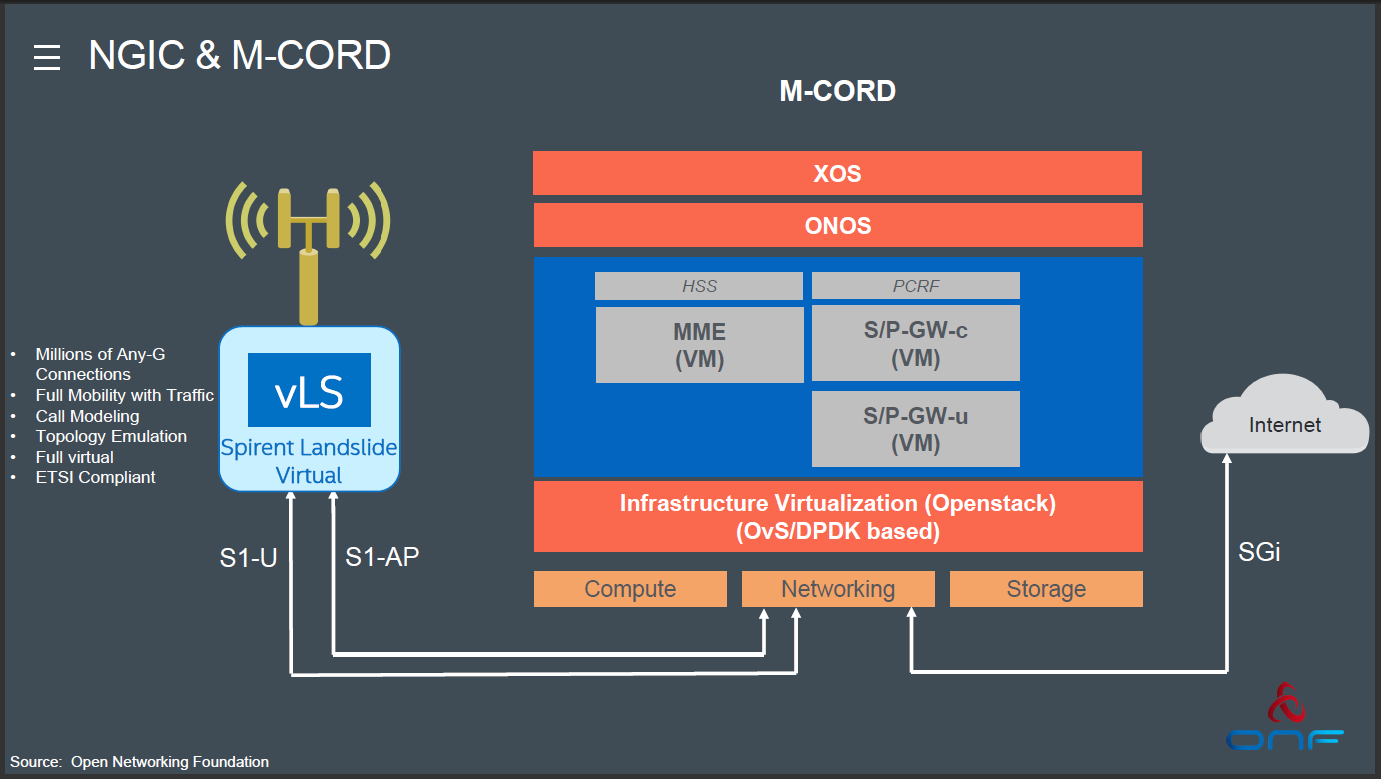 NGIC & M-CORD
M-CORD
XOS
ONOS
HSS
PCRF
MME
(VM)
S/P-GW-c
(VM)
S/P-GW-u
(VM)
Infrastructure Virtualization (Openstack)
(OvS/DPDK based)
Compute
Networking
Storage
• Millions of Any-G
Connections
• Full Mobility with Traffic
• Call Modeling
• Topology Emulation
• Full virtual
• ETSI Compliant
vLS
Spirent Landslide
Virtual
S1-U
S1-AP
Internet
SGi
ONF
Source: Open Networking Foundation